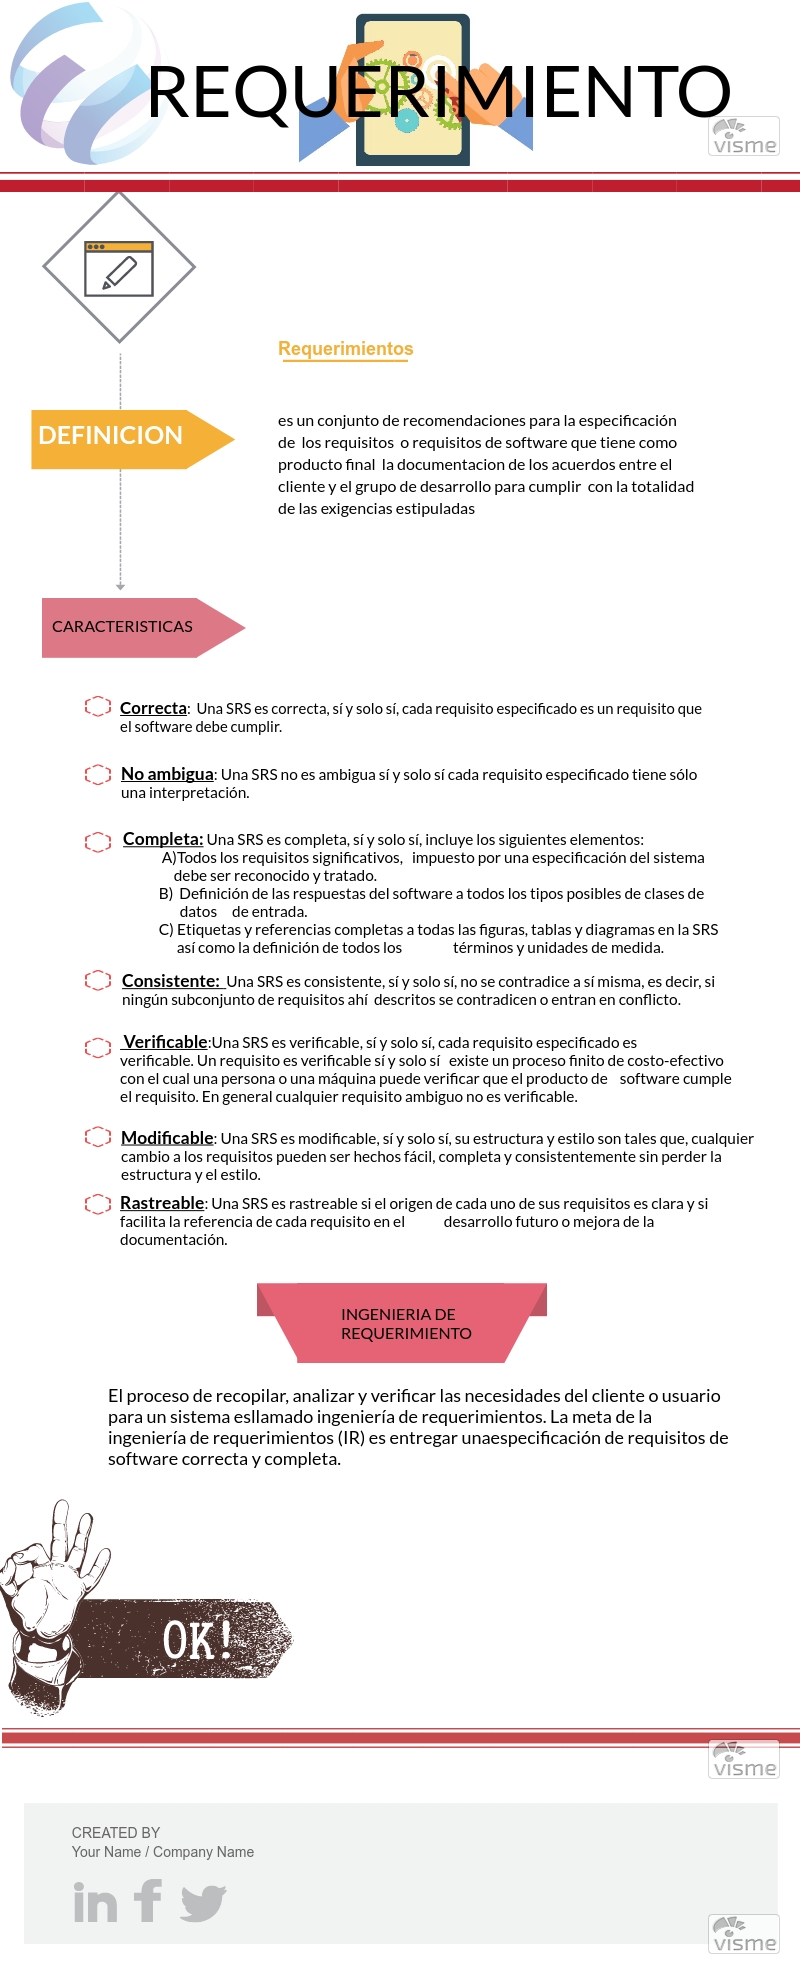 REQUERIMIENTO
visme
Requerimientos
DEFINICION
es un conjunto de recomendaciones para la especificación
de los requisitos o requisitos de software que tiene como
producto final la documentacion de los acuerdos entre el
cliente y el grupo de desarrollo para cumplir con la totalidad
de las exigencias estipuladas
CARACTERISTICAS
Correcta: Una SRS es correcta, sí y solo sí, cada requisito especificado es un requisito que
el software debe cumplir.
No ambigua: Una SRS no es ambigua sí y solo sí cada requisito especificado tiene sólo
una interpretación.
Completa: Una SRS es completa, sí y solo sí, incluye los siguientes elementos:
A)Todos los requisitos significativos, impuesto por una especificación del sistema
debe ser reconocido y tratado.
B) Definición de las respuestas del software a todos los tipos posibles de clases de
datos de entrada.
C) Etiquetas y referencias completas a todas las figuras, tablas y diagramas en la SRS
así como la definición de todos los términos y unidades de medida.
Consistente: Una SRS es consistente, sí y solo sí, no se contradice a sí misma, es decir, si
ningún subconjunto de requisitos ahí descritos se contradicen o entran en conflicto.
Verificable:Una SRS es verificable, sí y solo sí, cada requisito especificado es
verificable. Un requisito es verificable sí y solo sí existe un proceso finito de costo-efectivo
con el cual una persona o una máquina puede verificar que el producto de software cumple
el requisito. En general cualquier requisito ambiguo no es verificable.
Modificable: Una SRS es modificable, sí y solo sí, su estructura y estilo son tales que, cualquier
cambio a los requisitos pueden ser hechos fácil, completa y consistentemente sin perder la
estructura y el estilo.
Rastreable: Una SRS es rastreable si el origen de cada uno de sus requisitos es clara y si
facilita la referencia de cada requisito en el desarrollo futuro o mejora de la
documentación.
INGENIERIA DE
REQUERIMIENTO
El proceso de recopilar, analizar y verificar las necesidades del cliente o usuario
para un sistema esllamado ingeniería de requerimientos. La meta de la
ingeniería de requerimientos (IR) es entregar unaespecificación de requisitos de
software correcta y completa.
OK!
visme
CREATED BY
Your Name / Company Name
in f
visme